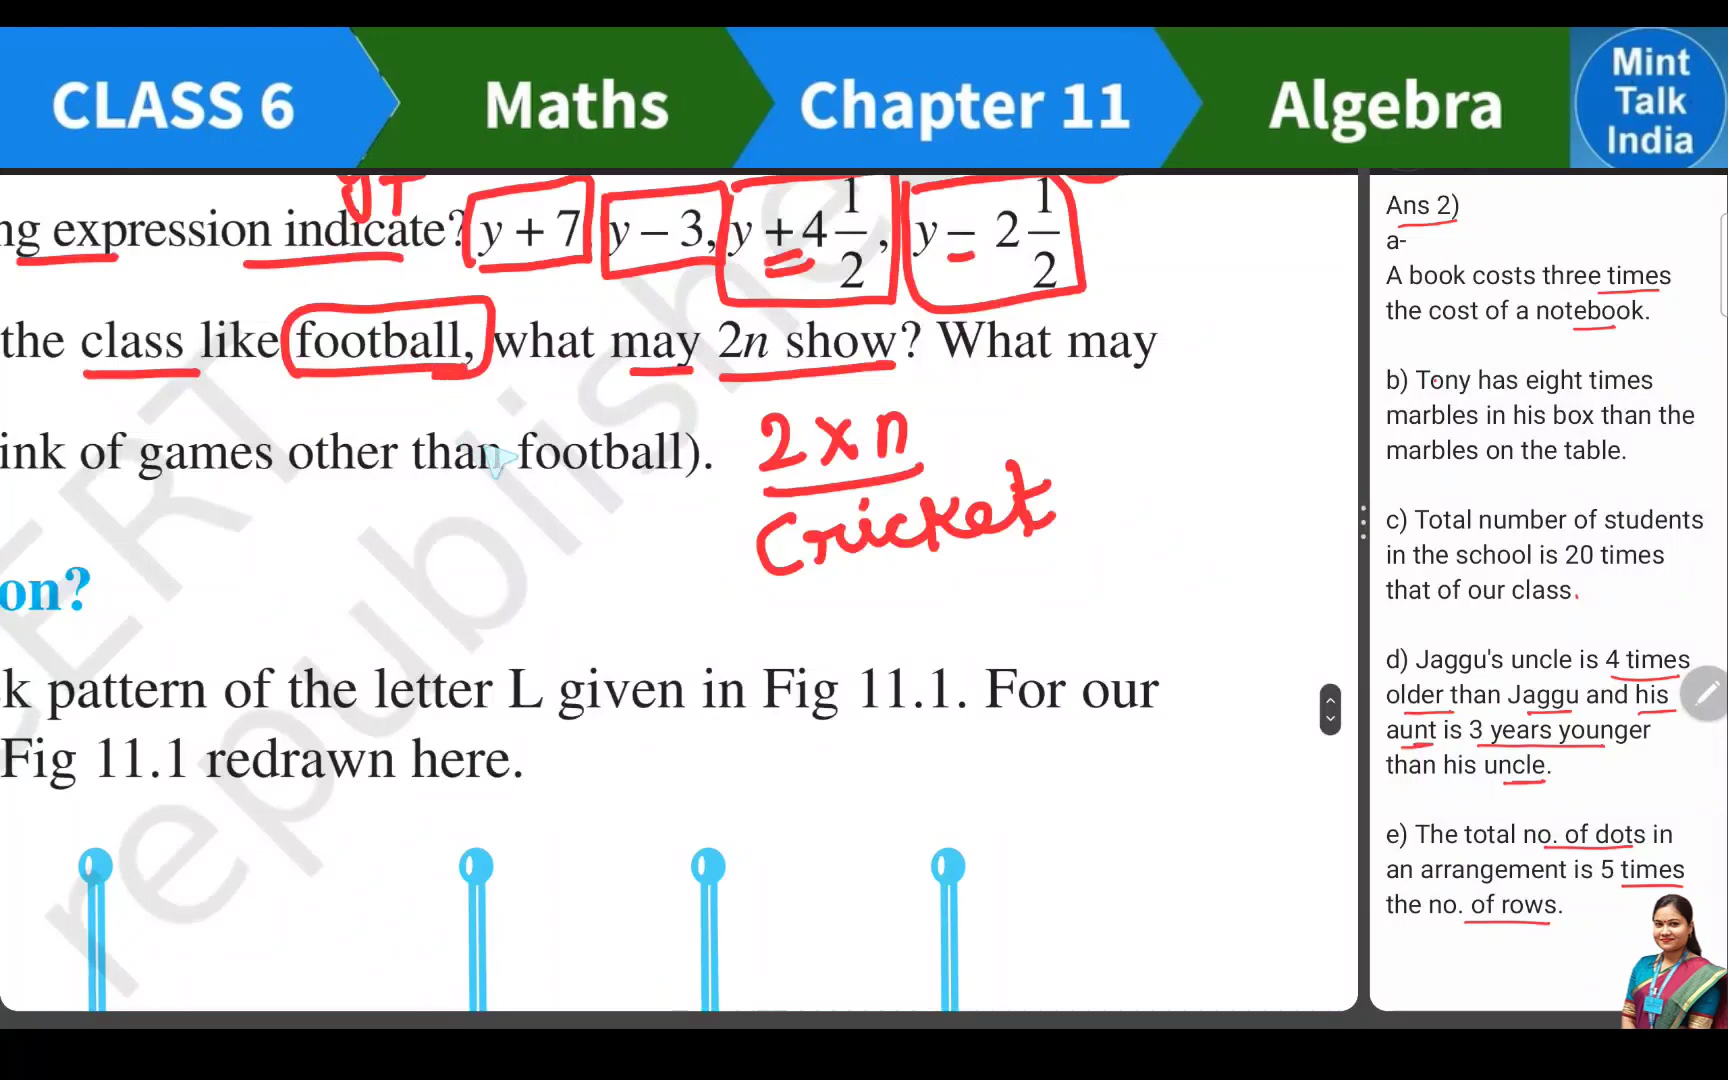 CLASS 6
Maths
Chapter 11
Algebra
Mint
Talk
India
ng expression indicate? y + 7 y – 3, y + 4 1/2, y – 2 1/2
the class like football, what may 2n show? What may
ink of games other than football).
2 x n
Cricket
on?
k pattern of the letter L given in Fig 11.1. For our
Fig 11.1 redrawn here.
ERT
republishe
Ans 2)
a-
A book costs three times
the cost of a notebook.
b) Tony has eight times
marbles in his box than the
marbles on the table.
c) Total number of students
in the school is 20 times
that of our class.
d) Jaggu's uncle is 4 times
older than Jaggu and his
aunt is 3 years younger
than his uncle.
e) The total no. of dots in
an arrangement is 5 times
the no. of rows.